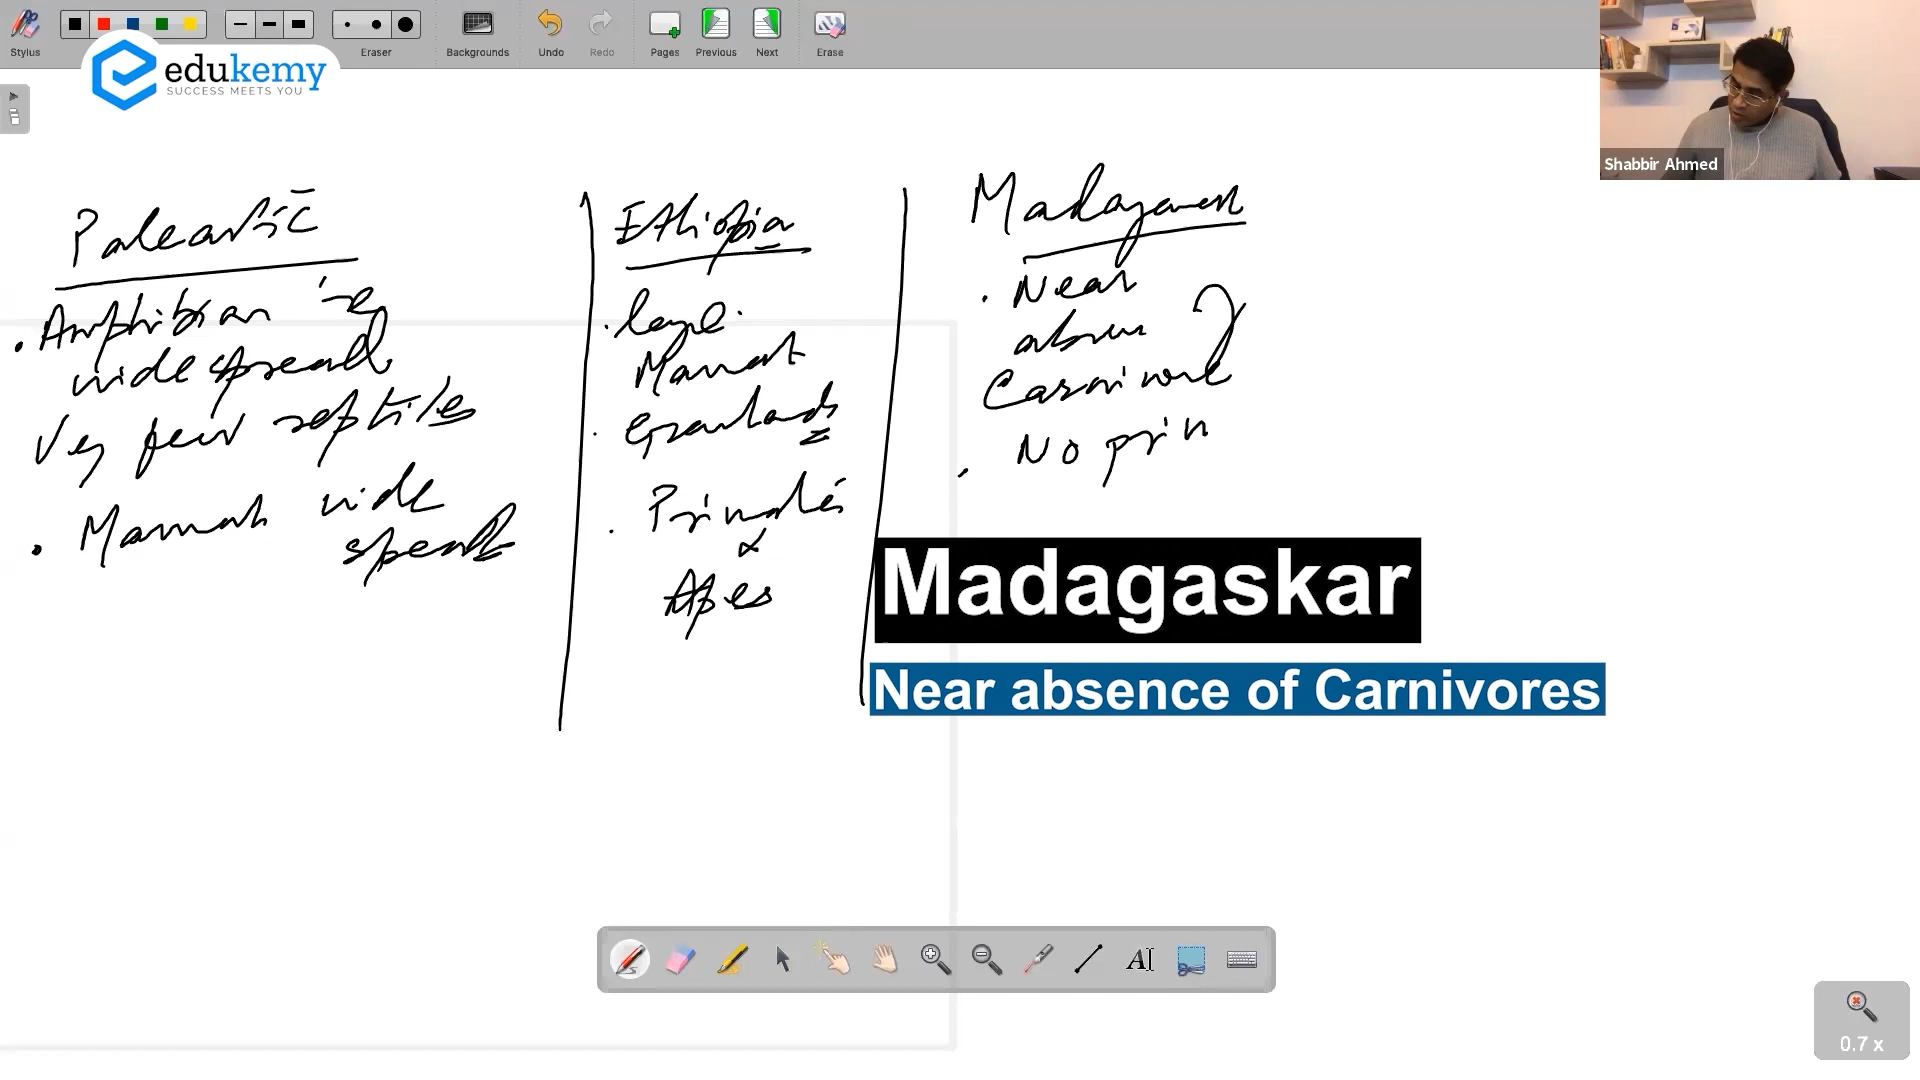 Stylus
Eraser
Backgrounds
Undo
Redo
Pages
Previous
Next
Erase
edukemy
SUCCESS MEETS YOU
Shabbir Ahmed
Paleartic
Amphibian
wide spread
Very few reptiles
Mammals wide
spread
Ethiopia
Large
Mammals
Grasslands
Primates
&
Apes
Madagascar
Near
absence
Carnivore
No prim
Madagaskar
Near absence of Carnivores
0.7 x